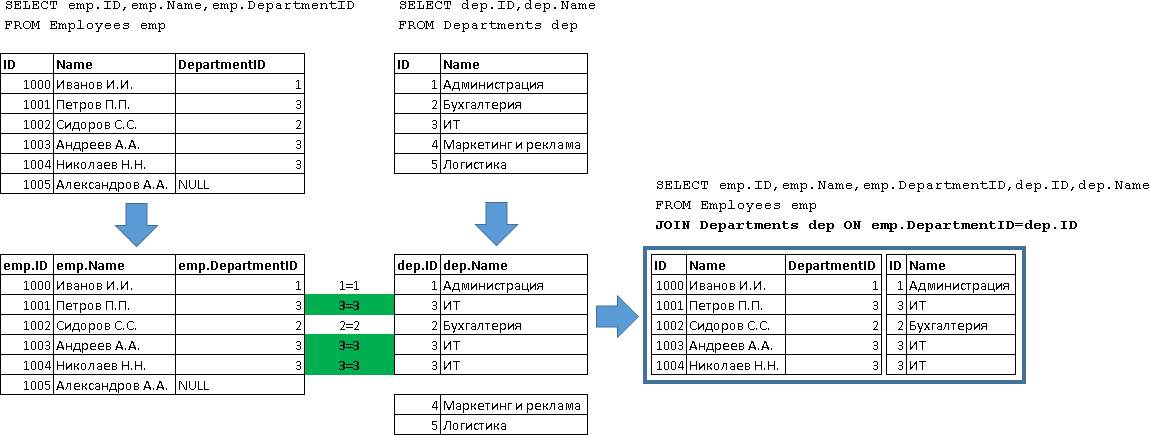 SELECT emp.ID,emp.Name,emp.DepartmentID
FROM Employees emp
ID Name DepartmentID
1000 Иванов И.И. 1
1001 Петров П.П. 3
1002 Сидоров С.С. 2
1003 Андреев А.А. 3
1004 Николаев Н.Н. 3
1005 Александров А.А. NULL
SELECT dep.ID,dep.Name
FROM Departments dep
ID Name
1 Администрация
2 Бухгалтерия
3 ИТ
4 Маркетинг и реклама
5 Логистика
emp.ID emp.Name emp.DepartmentID
1000 Иванов И.И. 1
1001 Петров П.П. 3
1002 Сидоров С.С. 2
1003 Андреев А.А. 3
1004 Николаев Н.Н. 3
1005 Александров А.А. NULL
1=1
3=3
2=2
3=3
3=3
dep.ID dep.Name
1 Администрация
3 ИТ
2 Бухгалтерия
3 ИТ
3 ИТ
4 Маркетинг и реклама
5 Логистика
SELECT emp.ID,emp.Name,emp.DepartmentID,dep.ID,dep.Name
FROM Employees emp
JOIN Departments dep ON emp.DepartmentID=dep.ID
ID Name DepartmentID ID Name
1000 Иванов И.И. 1 1 Администрация
1001 Петров П.П. 3 3 ИТ
1002 Сидоров С.С. 2 2 Бухгалтерия
1003 Андреев А.А. 3 3 ИТ
1004 Николаев Н.Н. 3 3 ИТ